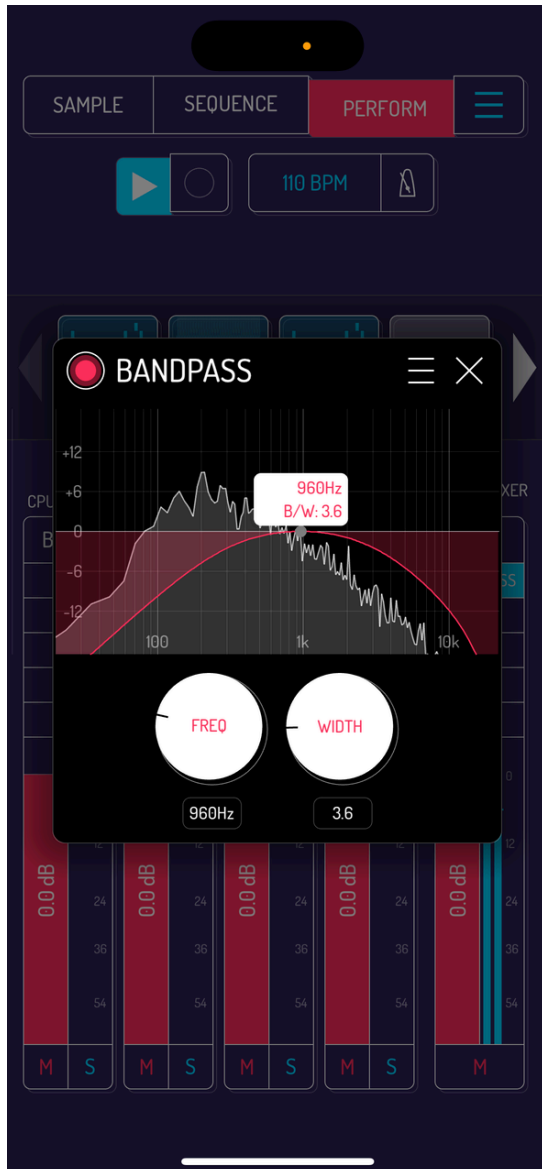 SAMPLE
SEQUENCE
PERFORM
110 BPM
BANDPASS
+12
+6
0
-6
-12
960Hz
B/W: 3.6
100
1k
10k
FREQ
WIDTH
960Hz
3.6
CPU
B
XER
SS
0
12
12
12
12
12
0.0 dB
24
0.0 dB
24
0.0 dB
24
0.0 dB
24
0.0 dB
24
36
36
36
36
36
54
54
54
54
54
M
S
M
S
M
S
M
S
M